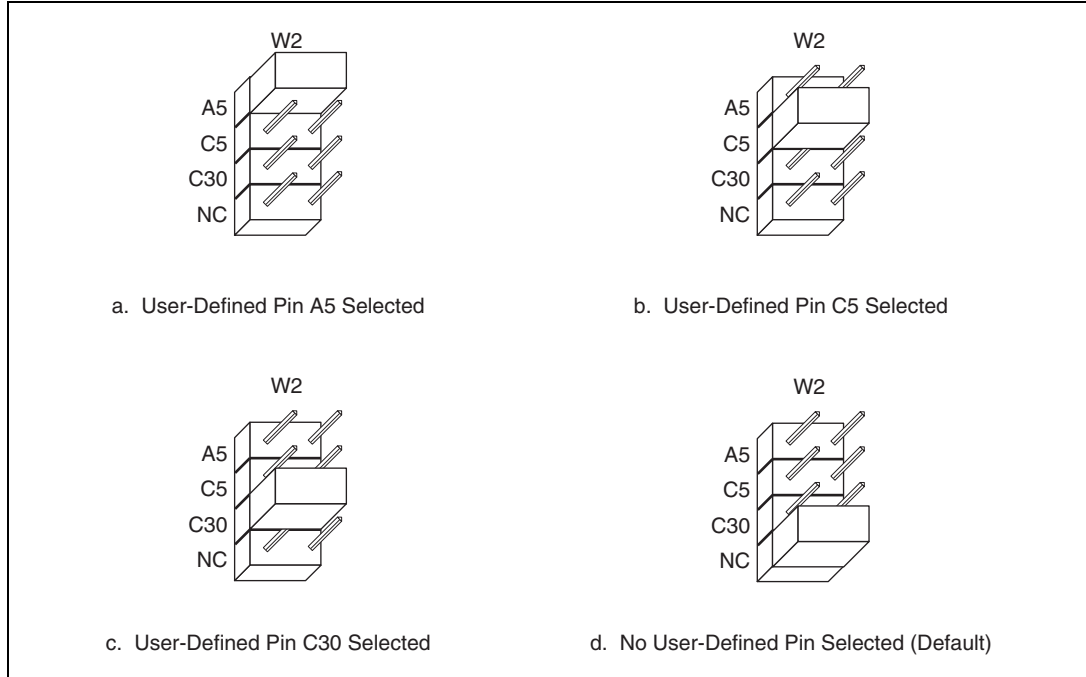 W2
A5
C5
C30
NC
a. User-Defined Pin A5 Selected
W2
A5
C5
C30
NC
b. User-Defined Pin C5 Selected
W2
A5
C5
C30
NC
c. User-Defined Pin C30 Selected
W2
A5
C5
C30
NC
d. No User-Defined Pin Selected (Default)